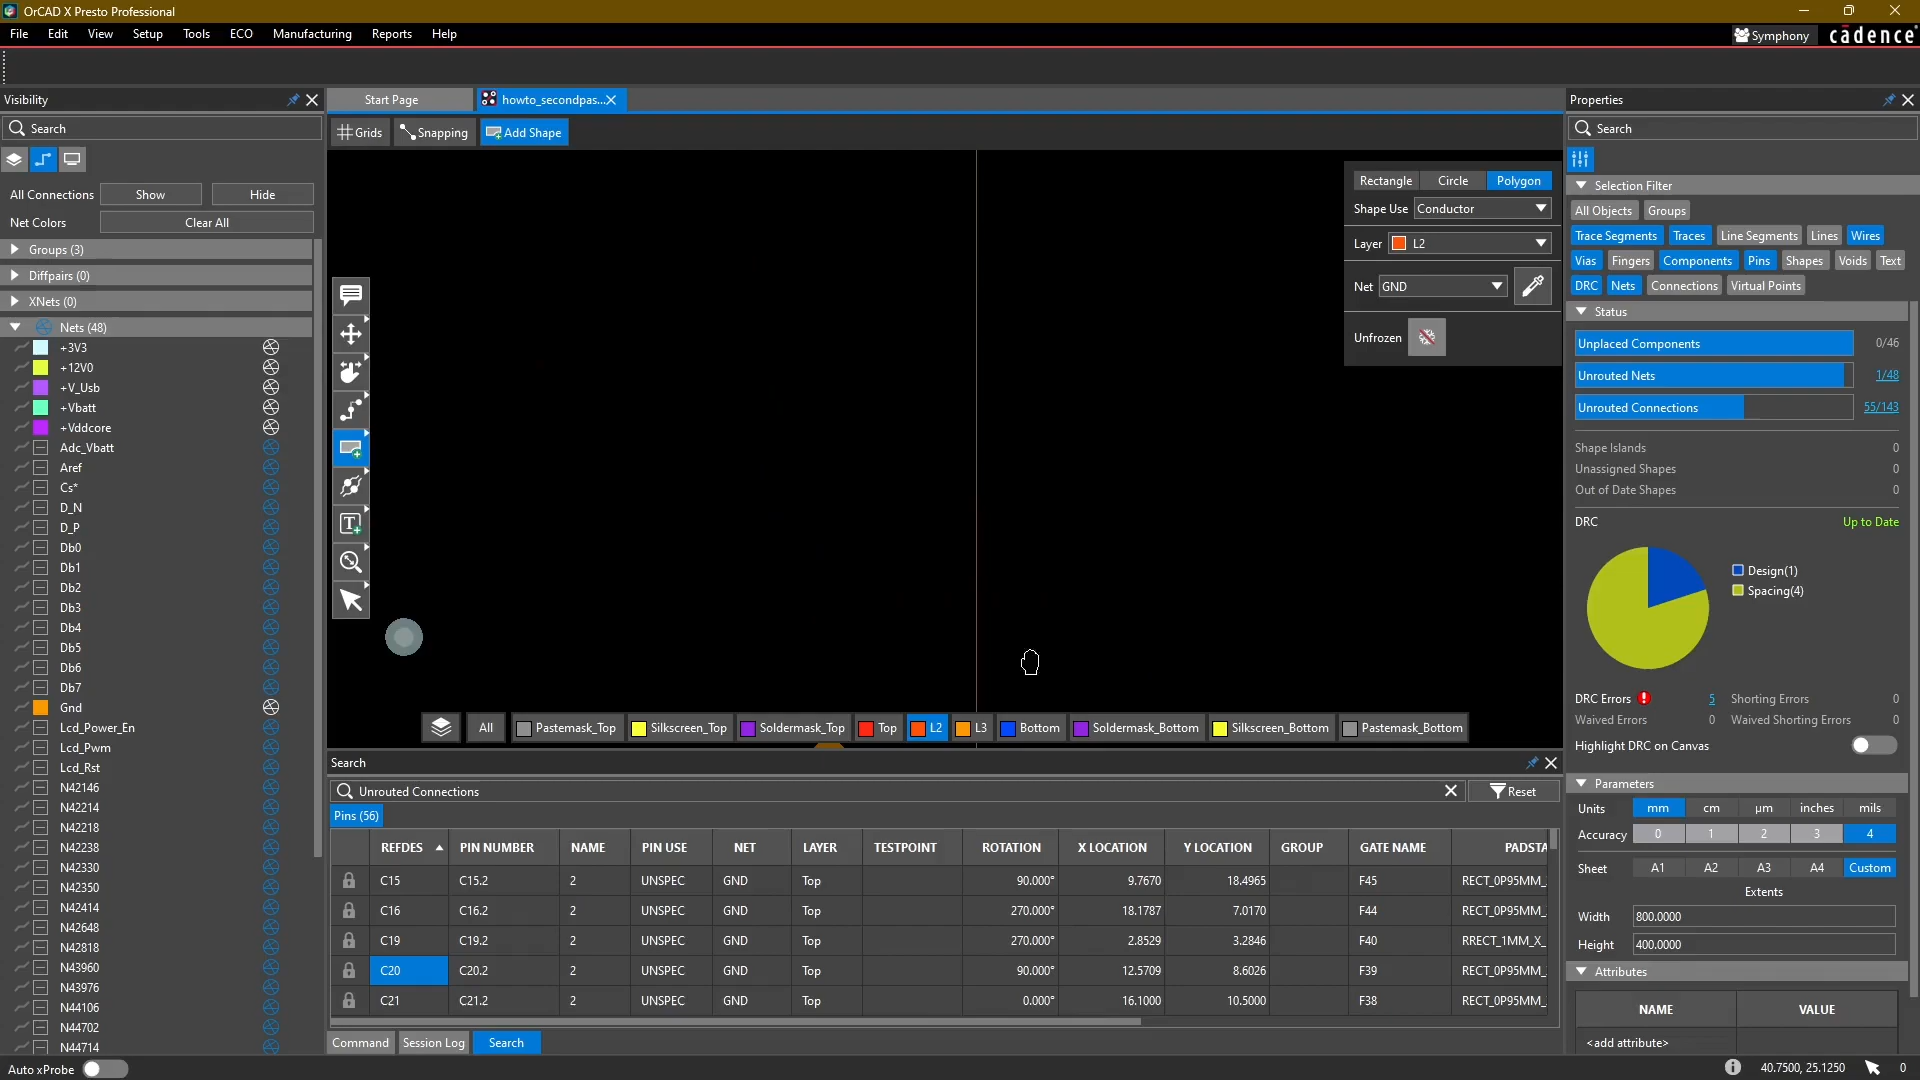 OrCAD X Presto Professional
File Edit View Setup Tools ECO Manufacturing Reports Help
Symphony cādence
Visibility
Search
All Connections Show Hide
Net Colors Clear All
Groups (3)
Diffpairs (0)
XNets (0)
Nets (48)
+3V3
+12V0
+V_Usb
+Vbatt
+Vddcore
Adc_Vbatt
Aref
Cs*
D_N
D_P
Db0
Db1
Db2
Db3
Db4
Db5
Db6
Db7
Gnd
Lcd_Power_En
Lcd_Pwm
Lcd_Rst
N42146
N42214
N42218
N42238
N42330
N42350
N42414
N42648
N42818
N43960
N43976
N44106
N44702
N44714
Auto xProbe
Start Page howto_secondpas...
Grids Snapping Add Shape
Rectangle Circle Polygon
Shape Use Conductor
Layer L2
Net GND
Unfrozen
All Pastemask_Top Silkscreen_Top Soldermask_Top Top L2 L3 Bottom Soldermask_Bottom Silkscreen_Bottom Pastemask_Bottom
Search
Unrouted Connections Reset
Pins (56)
REFDES PIN NUMBER NAME PIN USE NET LAYER TESTPOINT ROTATION X LOCATION Y LOCATION GROUP GATE NAME PADSTA
C15 C15.2 2 UNSPEC GND Top 90.000° 9.7670 18.4965 F45 RECT_0P95MM_
C16 C16.2 2 UNSPEC GND Top 270.000° 18.1787 7.0170 F44 RECT_0P95MM_
C19 C19.2 2 UNSPEC GND Top 270.000° 2.8529 3.2846 F40 RRECT_1MM_X_
C20 C20.2 2 UNSPEC GND Top 90.000° 12.5709 8.6026 F39 RECT_0P95MM_
C21 C21.2 2 UNSPEC GND Top 0.000° 16.1000 10.5000 F38 RECT_0P95MM_
Command Session Log Search
Properties
Search
Selection Filter
All Objects Groups
Trace Segments Traces Line Segments Lines Wires
Vias Fingers Components Pins Shapes Voids Text
DRC Nets Connections Virtual Points
Status
Unplaced Components 0/46
Unrouted Nets 1/48
Unrouted Connections 55/143
Shape Islands 0
Unassigned Shapes 0
Out of Date Shapes 0
DRC Up to Date
Design(1)
Spacing(4)
DRC Errors 5 Shorting Errors 0
Waived Errors 0 Waived Shorting Errors 0
Highlight DRC on Canvas
Parameters
Units mm cm µm inches mils
Accuracy 0 1 2 3 4
Sheet A1 A2 A3 A4 Custom
Extents
Width 800.0000
Height 400.0000
Attributes
NAME VALUE
<add attribute>
40.7500, 25.1250 0